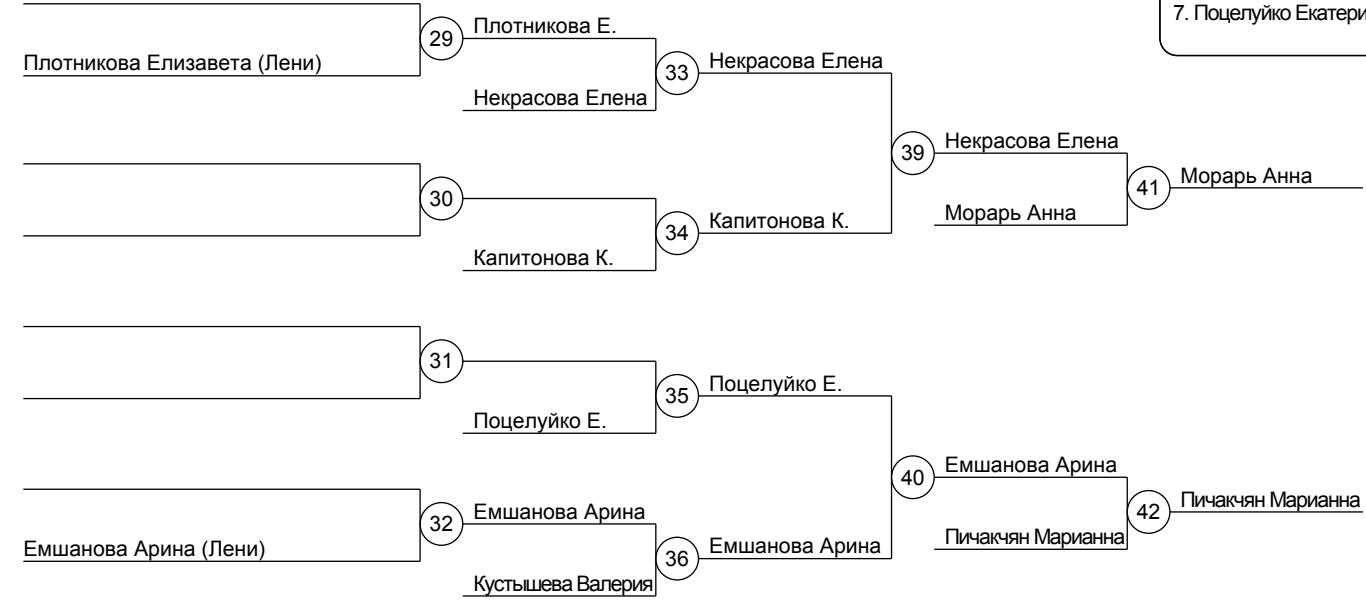 7. Поцелуйко Екатери
29
Плотникова Е.
Плотникова Елизавета (Лени)
33
Некрасова Елена
Некрасова Елена
39
Некрасова Елена
41
Морарь Анна
30
34
Капитонова К.
Морарь Анна
Капитонова К.
31
35
Поцелуйко Е.
Поцелуйко Е.
40
Емшанова Арина
32
Емшанова Арина
42
Пичакчян Марианна
Емшанова Арина (Лени)
36
Емшанова Арина
Пичакчян Марианна
Кустышева Валерия